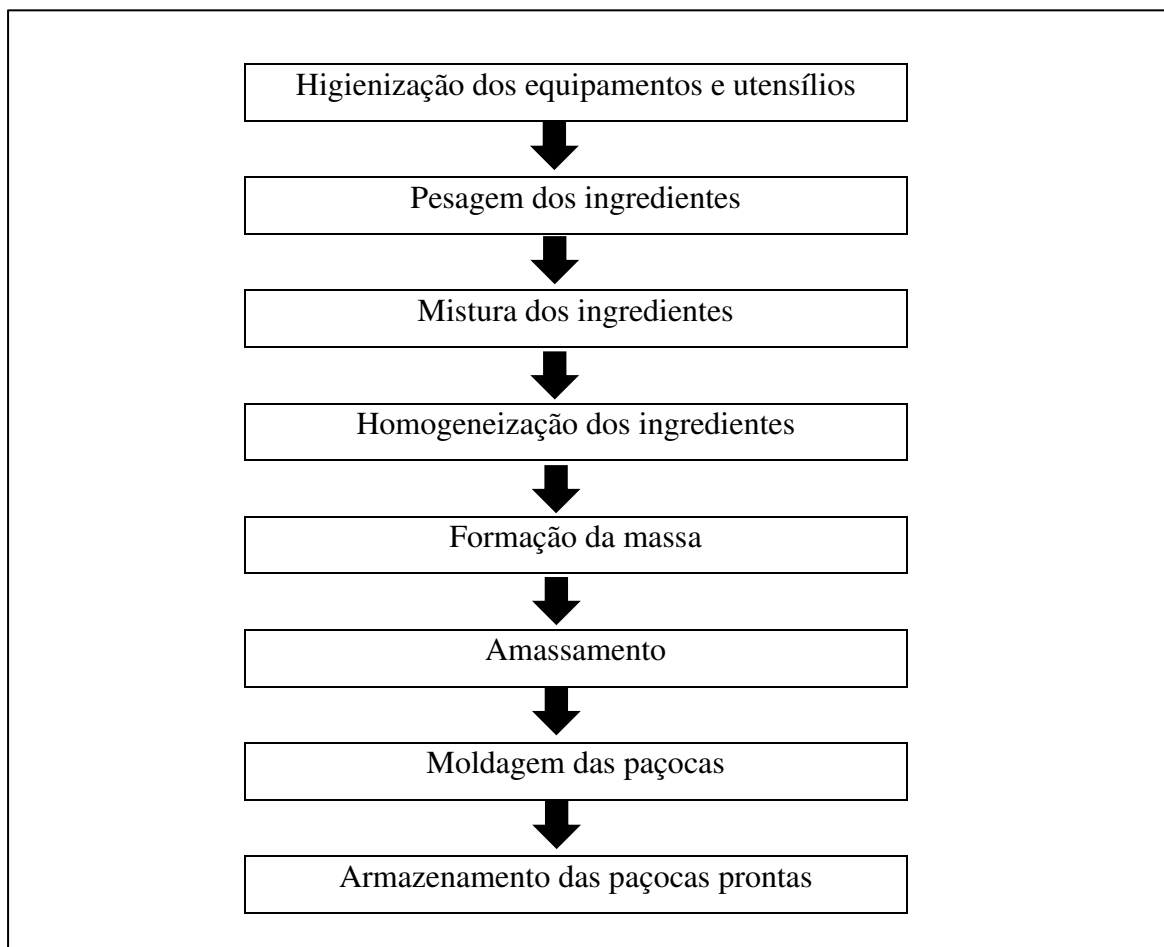 Higienização dos equipamentos e utensílios
Pesagem dos ingredientes
Mistura dos ingredientes
Homogeneização dos ingredientes
Formação da massa
Amassamento
Moldagem das paçocas
Armazenamento das paçocas prontas